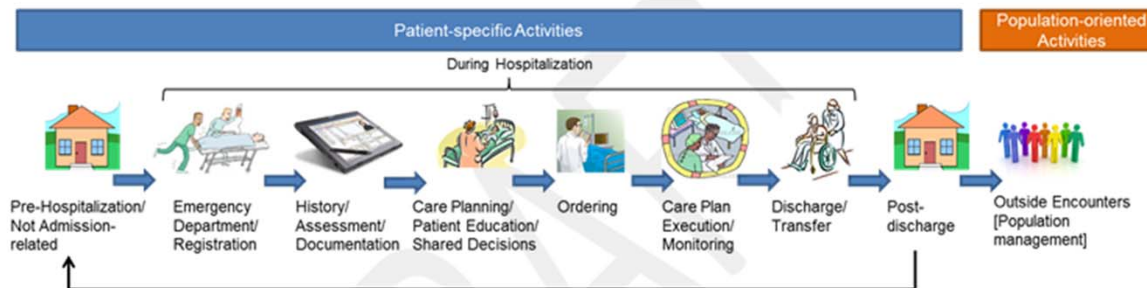 Patient-specific Activities
Population-oriented
Activities
During Hospitalization
Pre-Hospitalization/
Not Admission-
related
Emergency
Department/
Registration
History/
Assessment/
Documentation
Care Planning/
Patient Education/
Shared Decisions
Ordering
Care Plan
Execution/
Monitoring
Discharge/
Transfer
Post-
discharge
Outside Encounters
[Population
management]